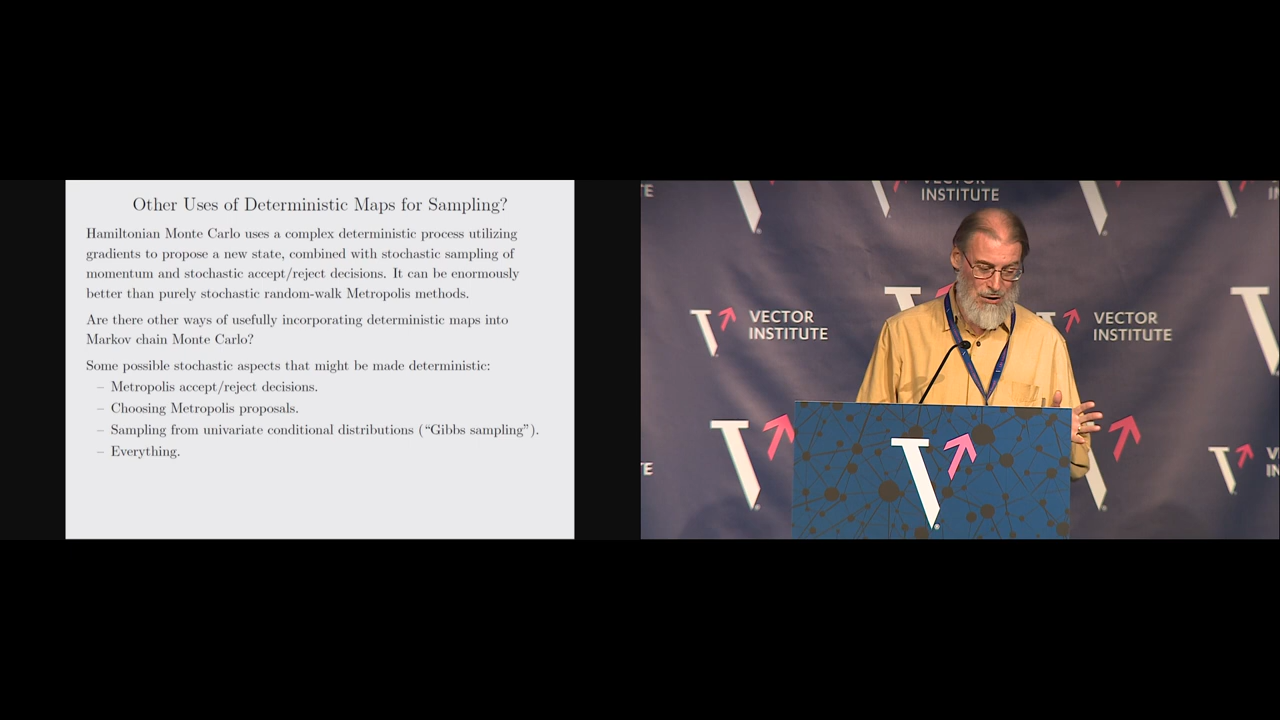 Other Uses of Deterministic Maps for Sampling?
Hamiltonian Monte Carlo uses a complex deterministic process utilizing
gradients to propose a new state, combined with stochastic sampling of
momentum and stochastic accept/reject decisions. It can be enormously
better than purely stochastic random-walk Metropolis methods.
Are there other ways of usefully incorporating deterministic maps into
Markov chain Monte Carlo?
Some possible stochastic aspects that might be made deterministic:
– Metropolis accept/reject decisions.
– Choosing Metropolis proposals.
– Sampling from univariate conditional distributions (“Gibbs sampling”).
– Everything.
VECTOR
INSTITUTE
VECTOR
INSTITUTE
VECTOR
INSTITUTE